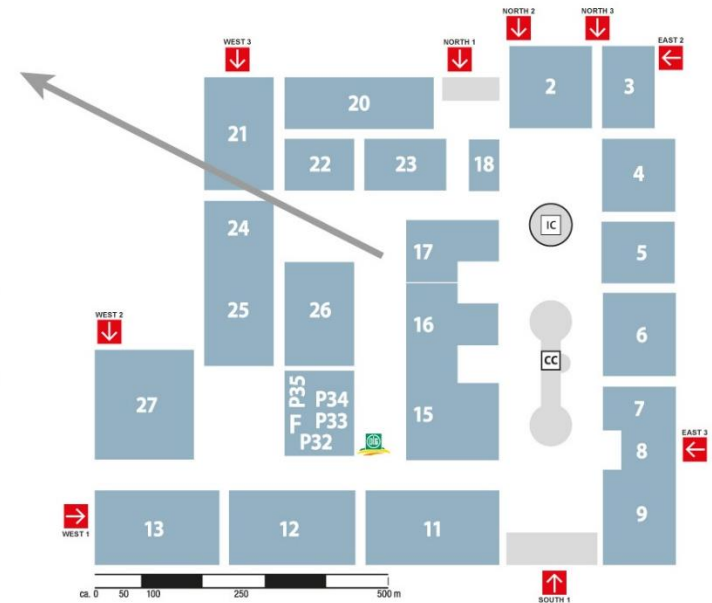 NORTH 2
NORTH 3
WEST 3
NORTH 1
EAST 2
2
3
20
21
22
23
18
4
24
17
IC
5
25
26
16
6
WEST 2
CC
27
P35
P34
F
P33
P32
15
7
8
EAST 3
9
13
12
11
WEST 1
ca. 0 50 100 250 500 m
SOUTH 1